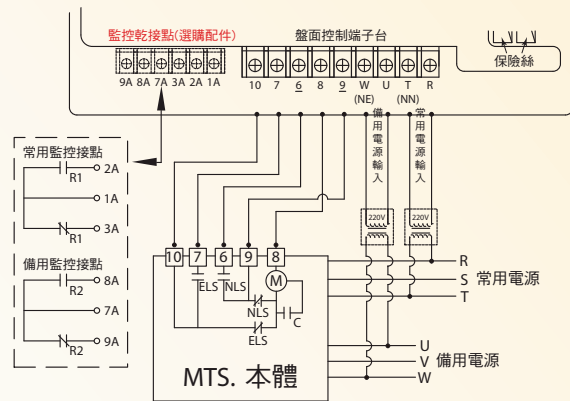 監控乾接點(選購配件)
盤面控制端子台
保險絲
9A 8A 7A 3A 2A 1A
10 7 6 8 9 W U T R
(NE) (NN)
備用電源輸入
常用電源輸入
常用監控接點
R1 2A
1A
R1 3A
備用監控接點
R2 8A
7A
R2 9A
220V 220V
10 7 6 9 8
ELS NLS M
NLS C
ELS
MTS. 本體
R
S 常用電源
T
U
V 備用電源
W